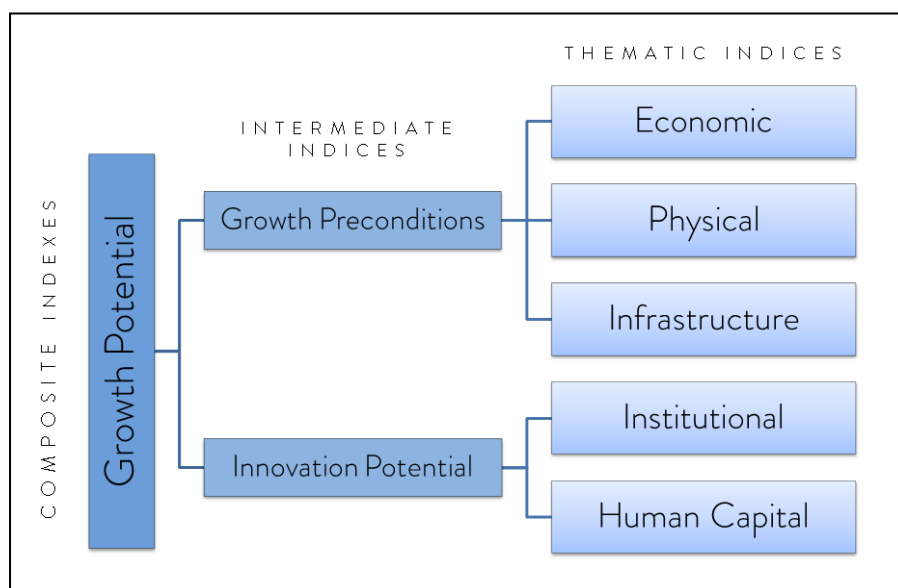 THEMATIC INDICES
Economic
INTERMEDIATE
INDICES
Growth Preconditions
Physical
Infrastructure
COMPOSITE INDEXES
Growth Potential
Institutional
Innovation Potential
Human Capital